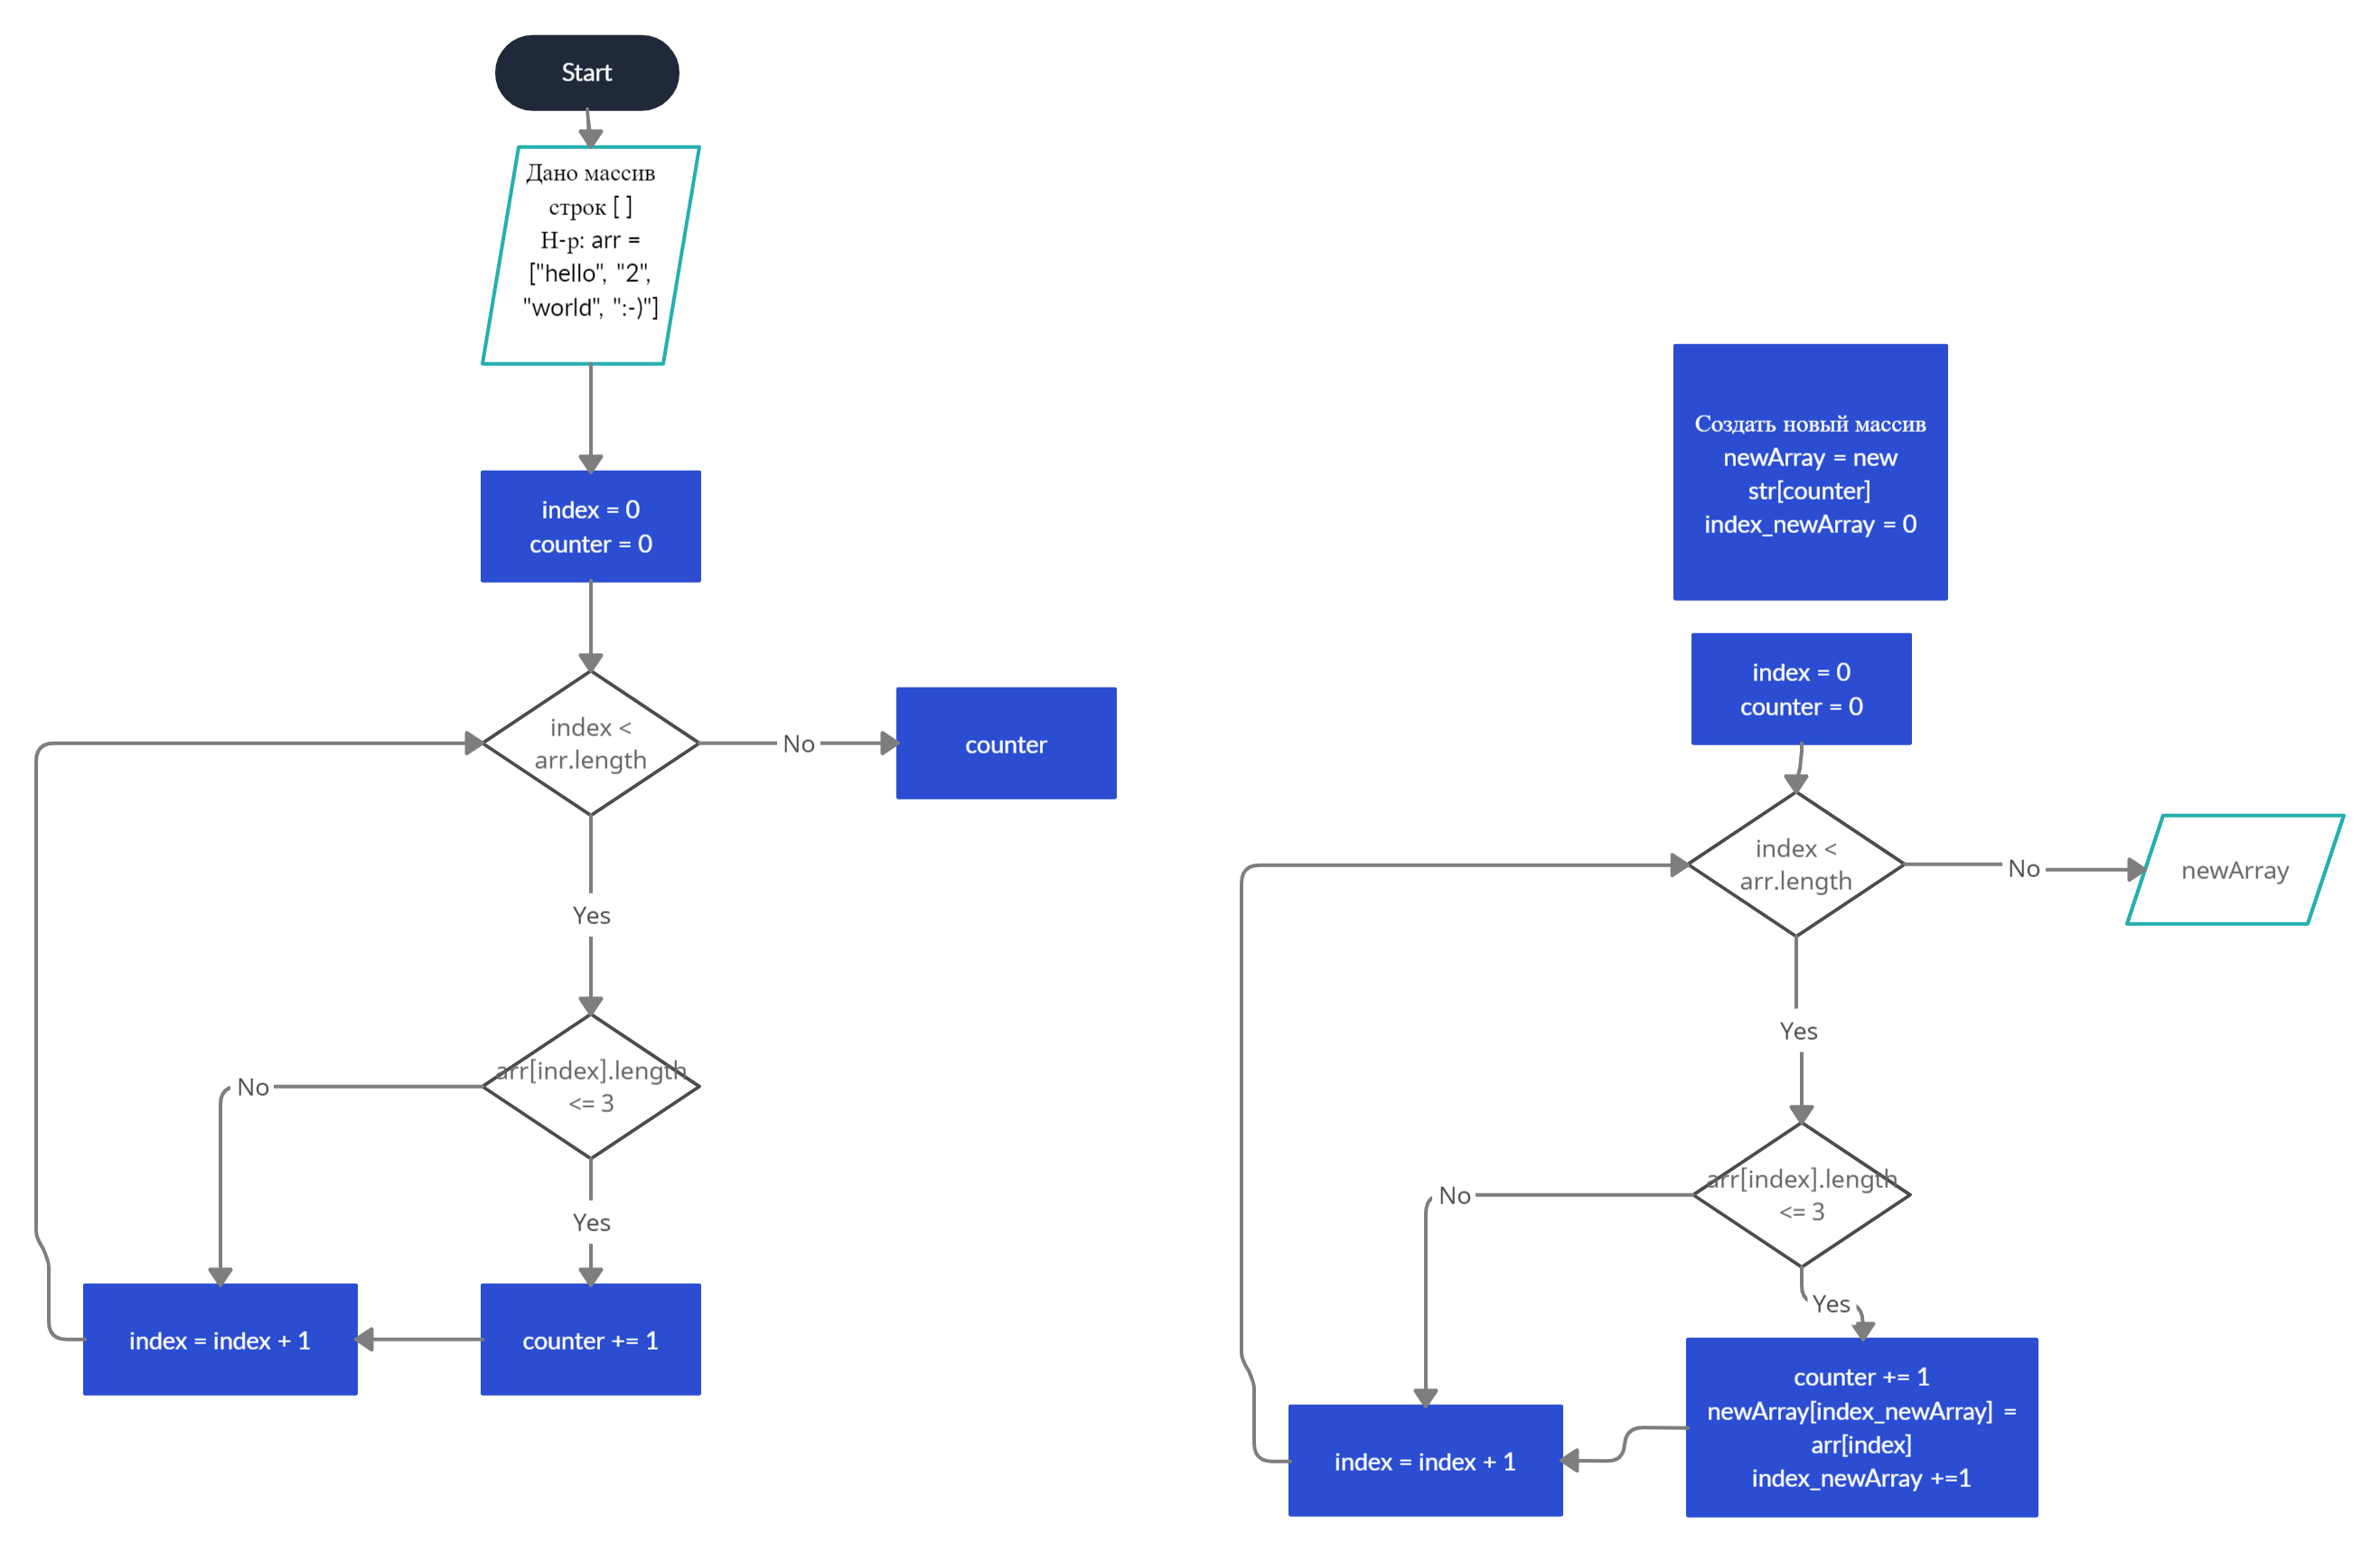 Start
Дано массив
строк [ ]
Н-р: arr =
["hello", "2",
"world", ":-)"]
index = 0
counter = 0
index <
arr.length
No
counter
Yes
arr[index].length
<= 3
No
Yes
index = index + 1
counter += 1
Создать новый массив
newArray = new
str[counter]
index_newArray = 0
index = 0
counter = 0
index <
arr.length
No
newArray
Yes
arr[index].length
<= 3
No
Yes
counter += 1
newArray[index_newArray] =
arr[index]
index_newArray +=1
index = index + 1